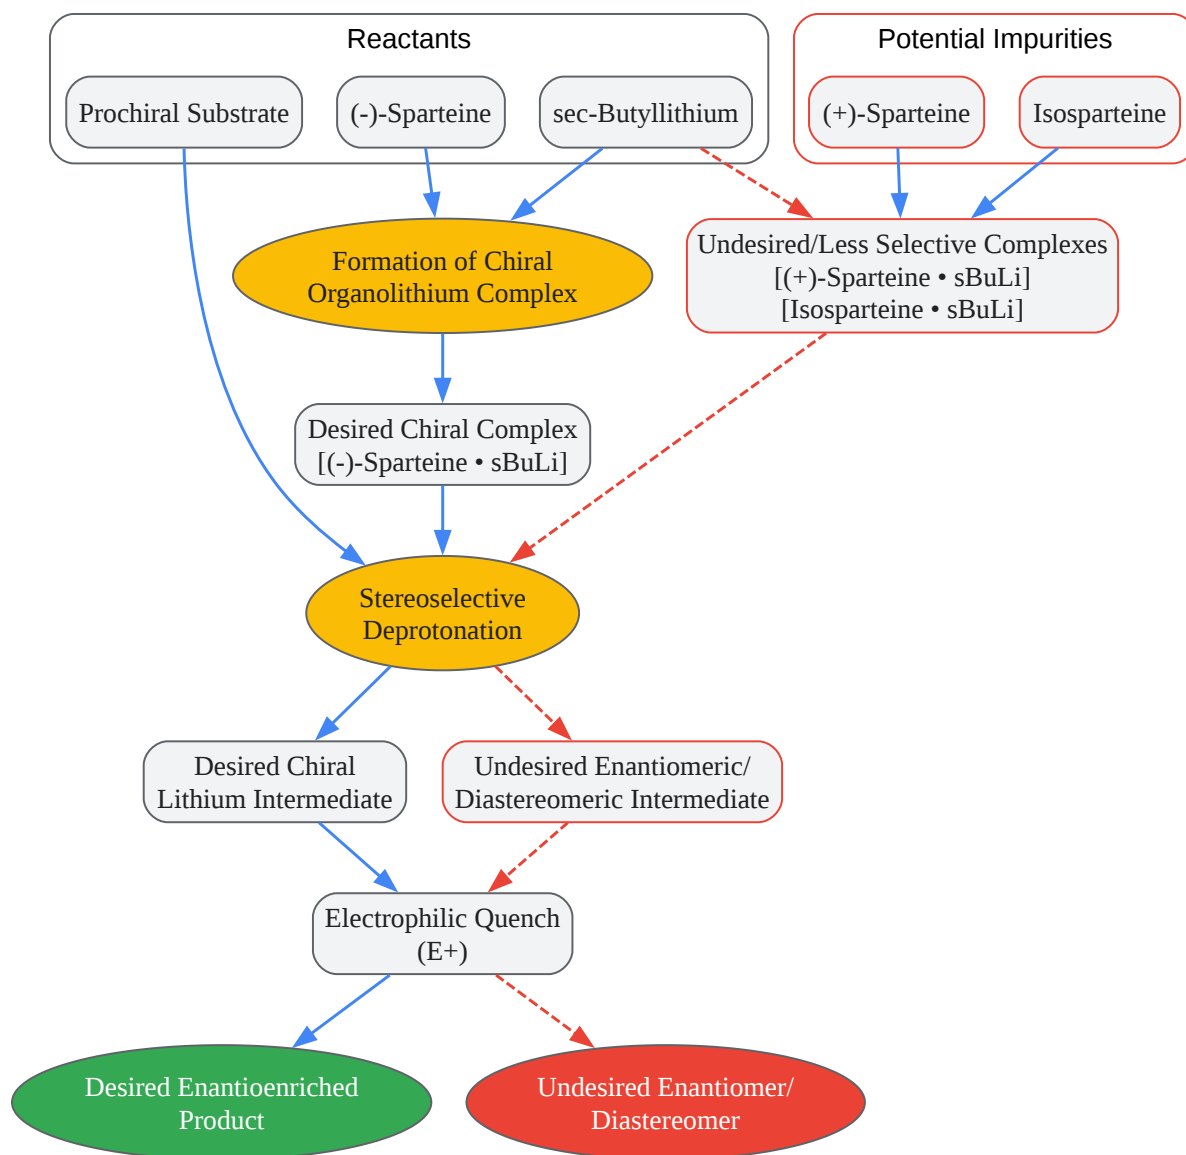 Reactants
Potential Impurities
Prochiral Substrate
(-)-Sparteine
sec-Butyllithium
(+)-Sparteine
Isosparteine
Formation of Chiral
Organolithium Complex
Undesired/Less Selective Complexes
[(+)-Sparteine • sBuLi]
[Isosparteine • sBuLi]
Desired Chiral Complex
[(-)-Sparteine • sBuLi]
Stereoselective
Deprotonation
Desired Chiral
Lithium Intermediate
Undesired Enantiomeric/
Diastereomeric Intermediate
Electrophilic Quench
(E+)
Desired Enantioenriched
Product
Undesired Enantiomer/
Diastereomer